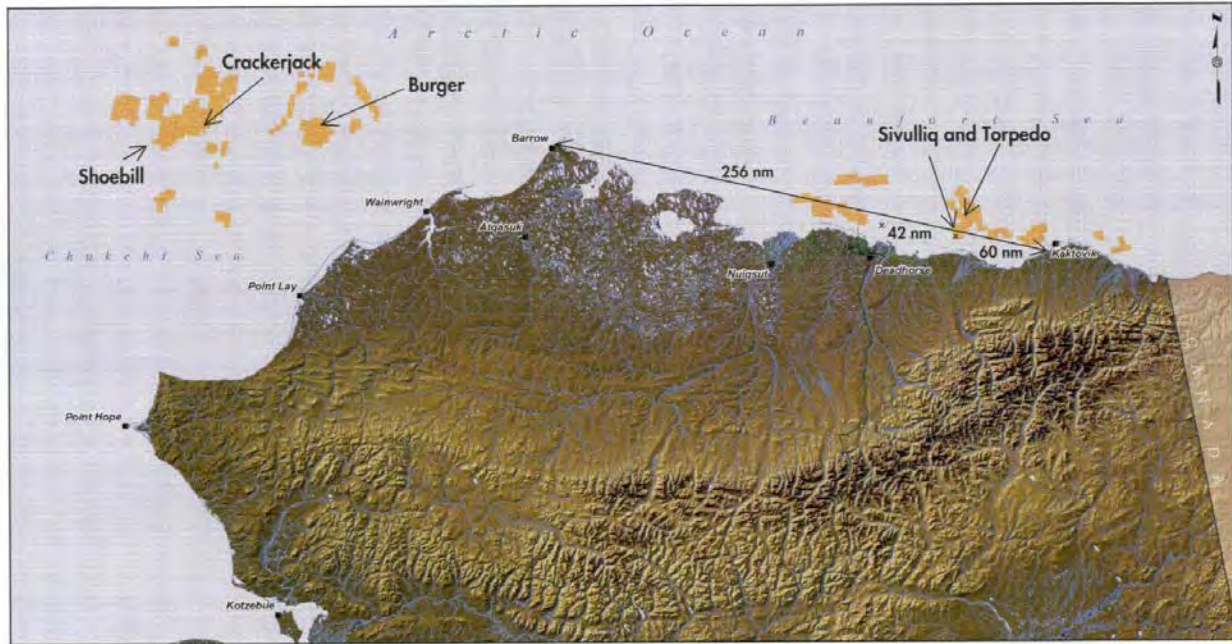 Arctic Ocean
Crackerjack
Burger
Beaufort Sea
Sivulliq and Torpedo
Barrow
Shoebill
256 nm
Wainwright
Atqasuk
42 nm
60 nm
Kaktovik
Chukchi Sea
Nuiqsut
Deadhorse
Point Lay
Point Hope
Kotzebue